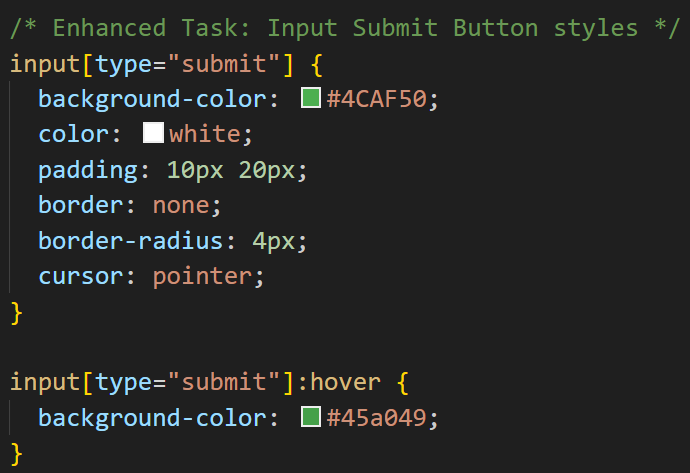 /* Enhanced Task: Input Submit Button styles */
input[type="submit"] {
  background-color: #4CAF50;
  color: white;
  padding: 10px 20px;
  border: none;
  border-radius: 4px;
  cursor: pointer;
}

input[type="submit"]:hover {
  background-color: #45a049;
}